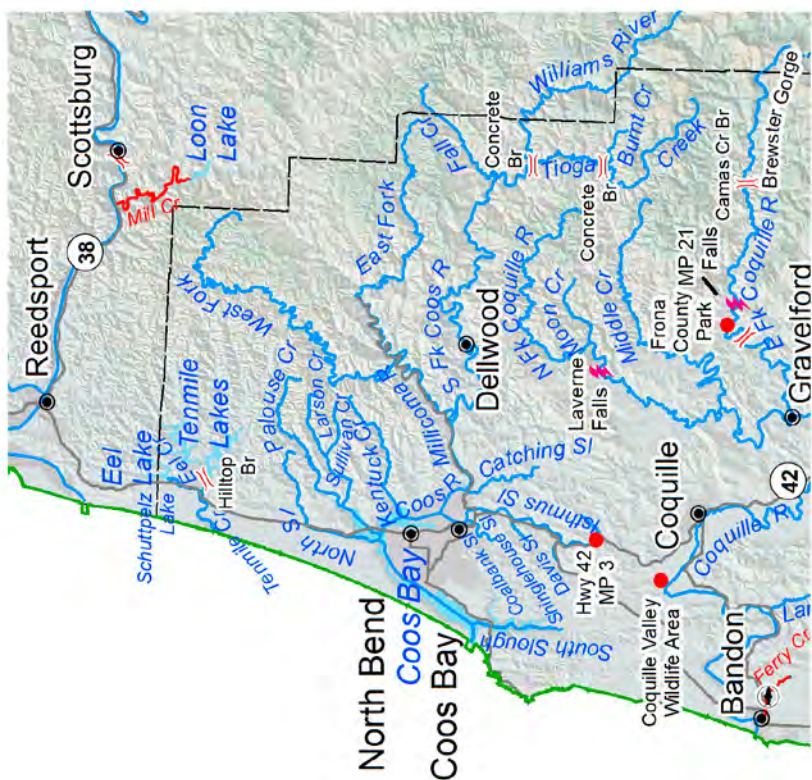 Scottsburg
Loon
Lake
Mill Cr
38
Reedsport
Williams River
Fall Cr
Concrete
Br
Tioga
Burnt Cr
Creek
Concrete
Br
Camas Cr Br
Brewster Gorge
East Fork
West Fork
S Fk Coos R
Dellwood
N Fk Coquille R
Moon Cr
Middle Cr
Laverne
Falls
Frona
County
Park
MP 21
Falls
E Fk Coquille R
Gravelford
Eel
Lake
Schuttpelz
Lake
Eel Cr
Tenmile
Lakes
Hilltop
Br
Tenmile Cr
Palouse Cr
Larson Cr
Sullivan Cr
Kentuck Cr
North Sl
Millicoma R
Coos R
Catching Sl
Isthmus Sl
Coalbank Sl
Shinglehouse Sl
Davis Sl
South Slough
North Bend
Coos Bay
Coos Bay
Hwy 42
MP 3
Coquille
42
Coquille R
Coquille Valley
Wildlife Area
Bandon
Ferry Cr